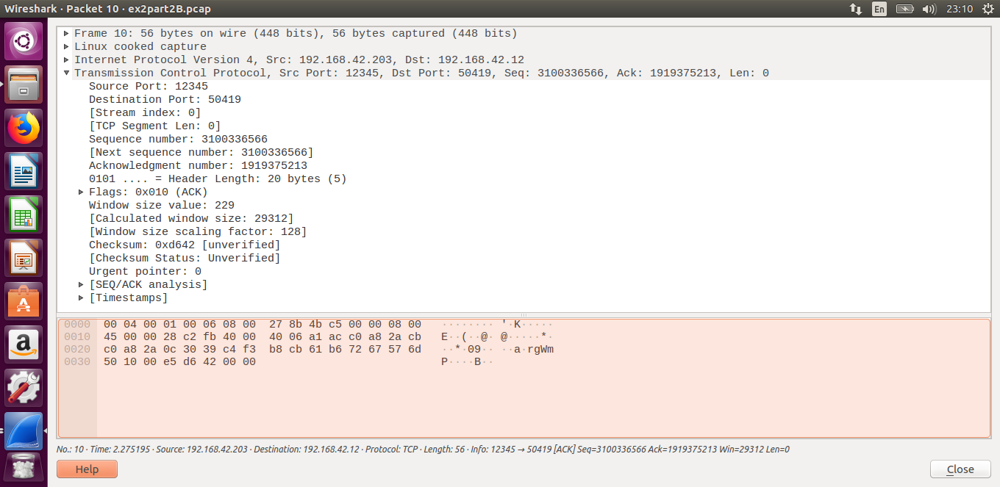 Wireshark · Packet 10 · ex2part2B.pcap
En
23:10
Frame 10: 56 bytes on wire (448 bits), 56 bytes captured (448 bits)
Linux cooked capture
Internet Protocol Version 4, Src: 192.168.42.203, Dst: 192.168.42.12
Transmission Control Protocol, Src Port: 12345, Dst Port: 50419, Seq: 3100336566, Ack: 1919375213, Len: 0
Source Port: 12345
Destination Port: 50419
[Stream index: 0]
[TCP Segment Len: 0]
Sequence number: 3100336566
[Next sequence number: 3100336566]
Acknowledgment number: 1919375213
0101 .... = Header Length: 20 bytes (5)
Flags: 0x010 (ACK)
Window size value: 229
[Calculated window size: 29312]
[Window size scaling factor: 128]
Checksum: 0xd642 [unverified]
[Checksum Status: Unverified]
Urgent pointer: 0
[SEQ/ACK analysis]
[Timestamps]
0000 00 04 00 01 00 06 08 00 27 8b 4b c5 00 00 08 00 ········ '·K·····
0010 45 00 00 28 c2 fb 40 00 40 06 a1 ac c0 a8 2a cb E··(··@· @·····*·
0020 c0 a8 2a 0c 30 39 c4 f3 b8 cb 61 b6 72 67 57 6d ··*·09·· ··a·rgWm
0030 50 10 00 e5 d6 42 00 00 P····B··
No.: 10 · Time: 2.275195 · Source: 192.168.42.203 · Destination: 192.168.42.12 · Protocol: TCP · Length: 56 · Info: 12345 → 50419 [ACK] Seq=3100336566 Ack=1919375213 Win=29312 Len=0
Help
Close